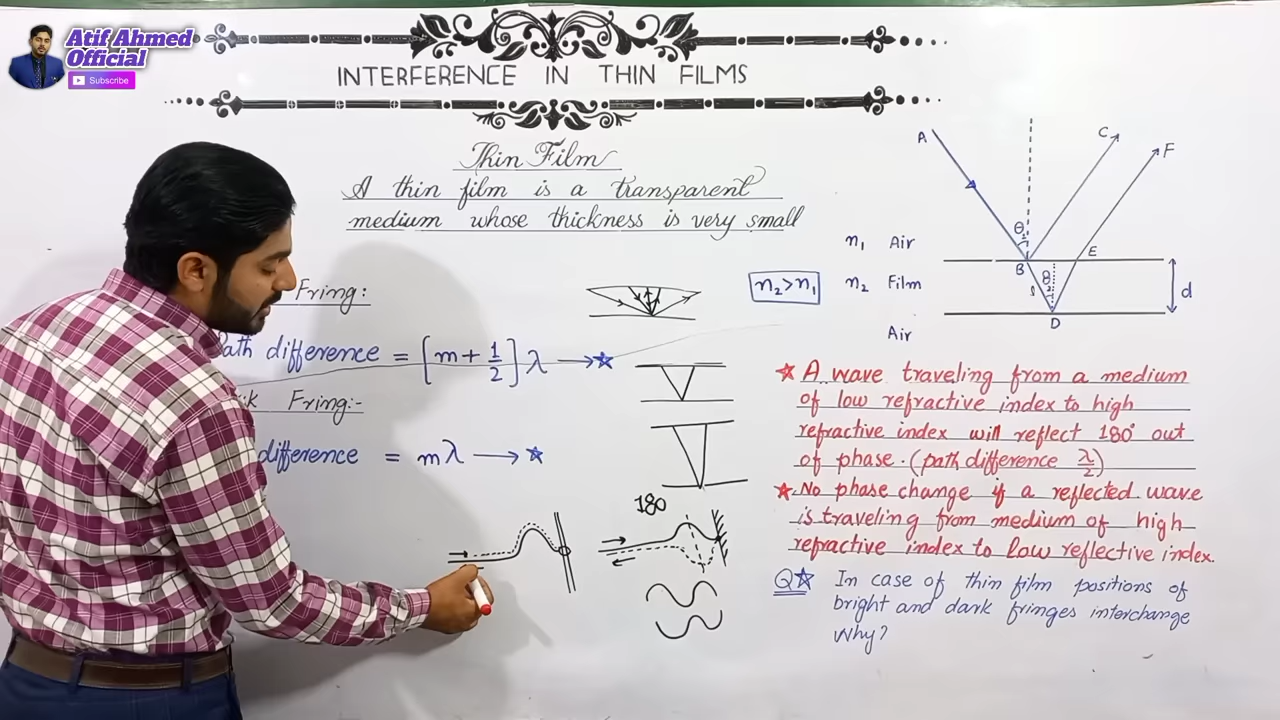 Atif Ahmed
Official
Subscribe
INTERFERENCE IN THIN FILMS
Thin Film
A thin film is a transparent
medium whose thickness is very small
Fring:
Path difference = [m + 1/2] λ → ☆
Fring:-
difference = mλ → ☆
180
A
C
F
θ
n₁ Air
B
E
n₂ > n₁
n₂ Film
θ₂
d
D
Air
☆ A wave traveling from a medium
of low refractive index to high
refractive index will reflect 180° out
of phase. (path difference λ/2)
☆. No phase change if a reflected wave
is traveling from medium of high
refractive index to low reflective index.
Q☆ In case of thin film positions of
bright and dark fringes interchange
why?